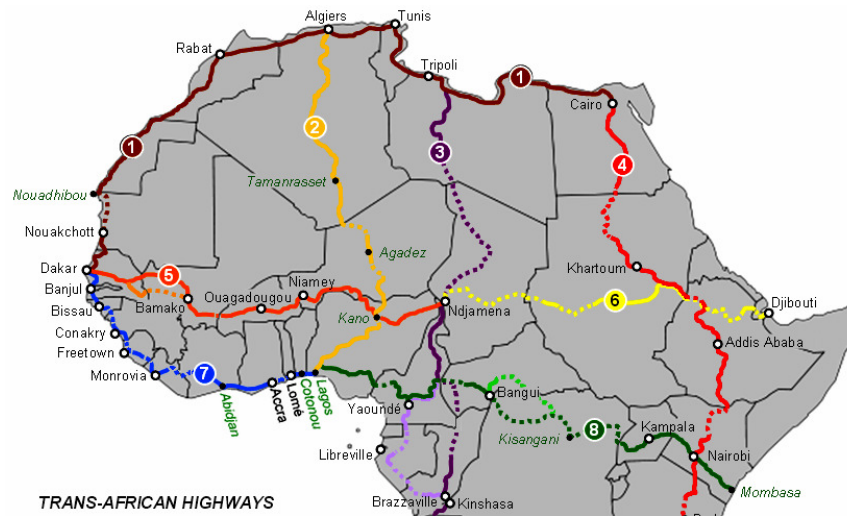 Algiers
Tunis
Rabat
Tripoli
1
Cairo
2
1
3
4
Tamanrasset
Nouadhibou
Nouakchott
Agadez
Dakar
5
Niamey
Khartoum
Banjul
Bamako
Ouagadougou
Kano
Ndjamena
6
Djibouti
Bissau
Conakry
Addis Ababa
Freetown
7
Monrovia
Abidjan
Accra
Lomé
Cotonou
Lagos
Yaoundé
Bangui
8
Kampala
Kisangani
Libreville
Nairobi
Mombasa
Brazzaville
Kinshasa
TRANS-AFRICAN HIGHWAYS